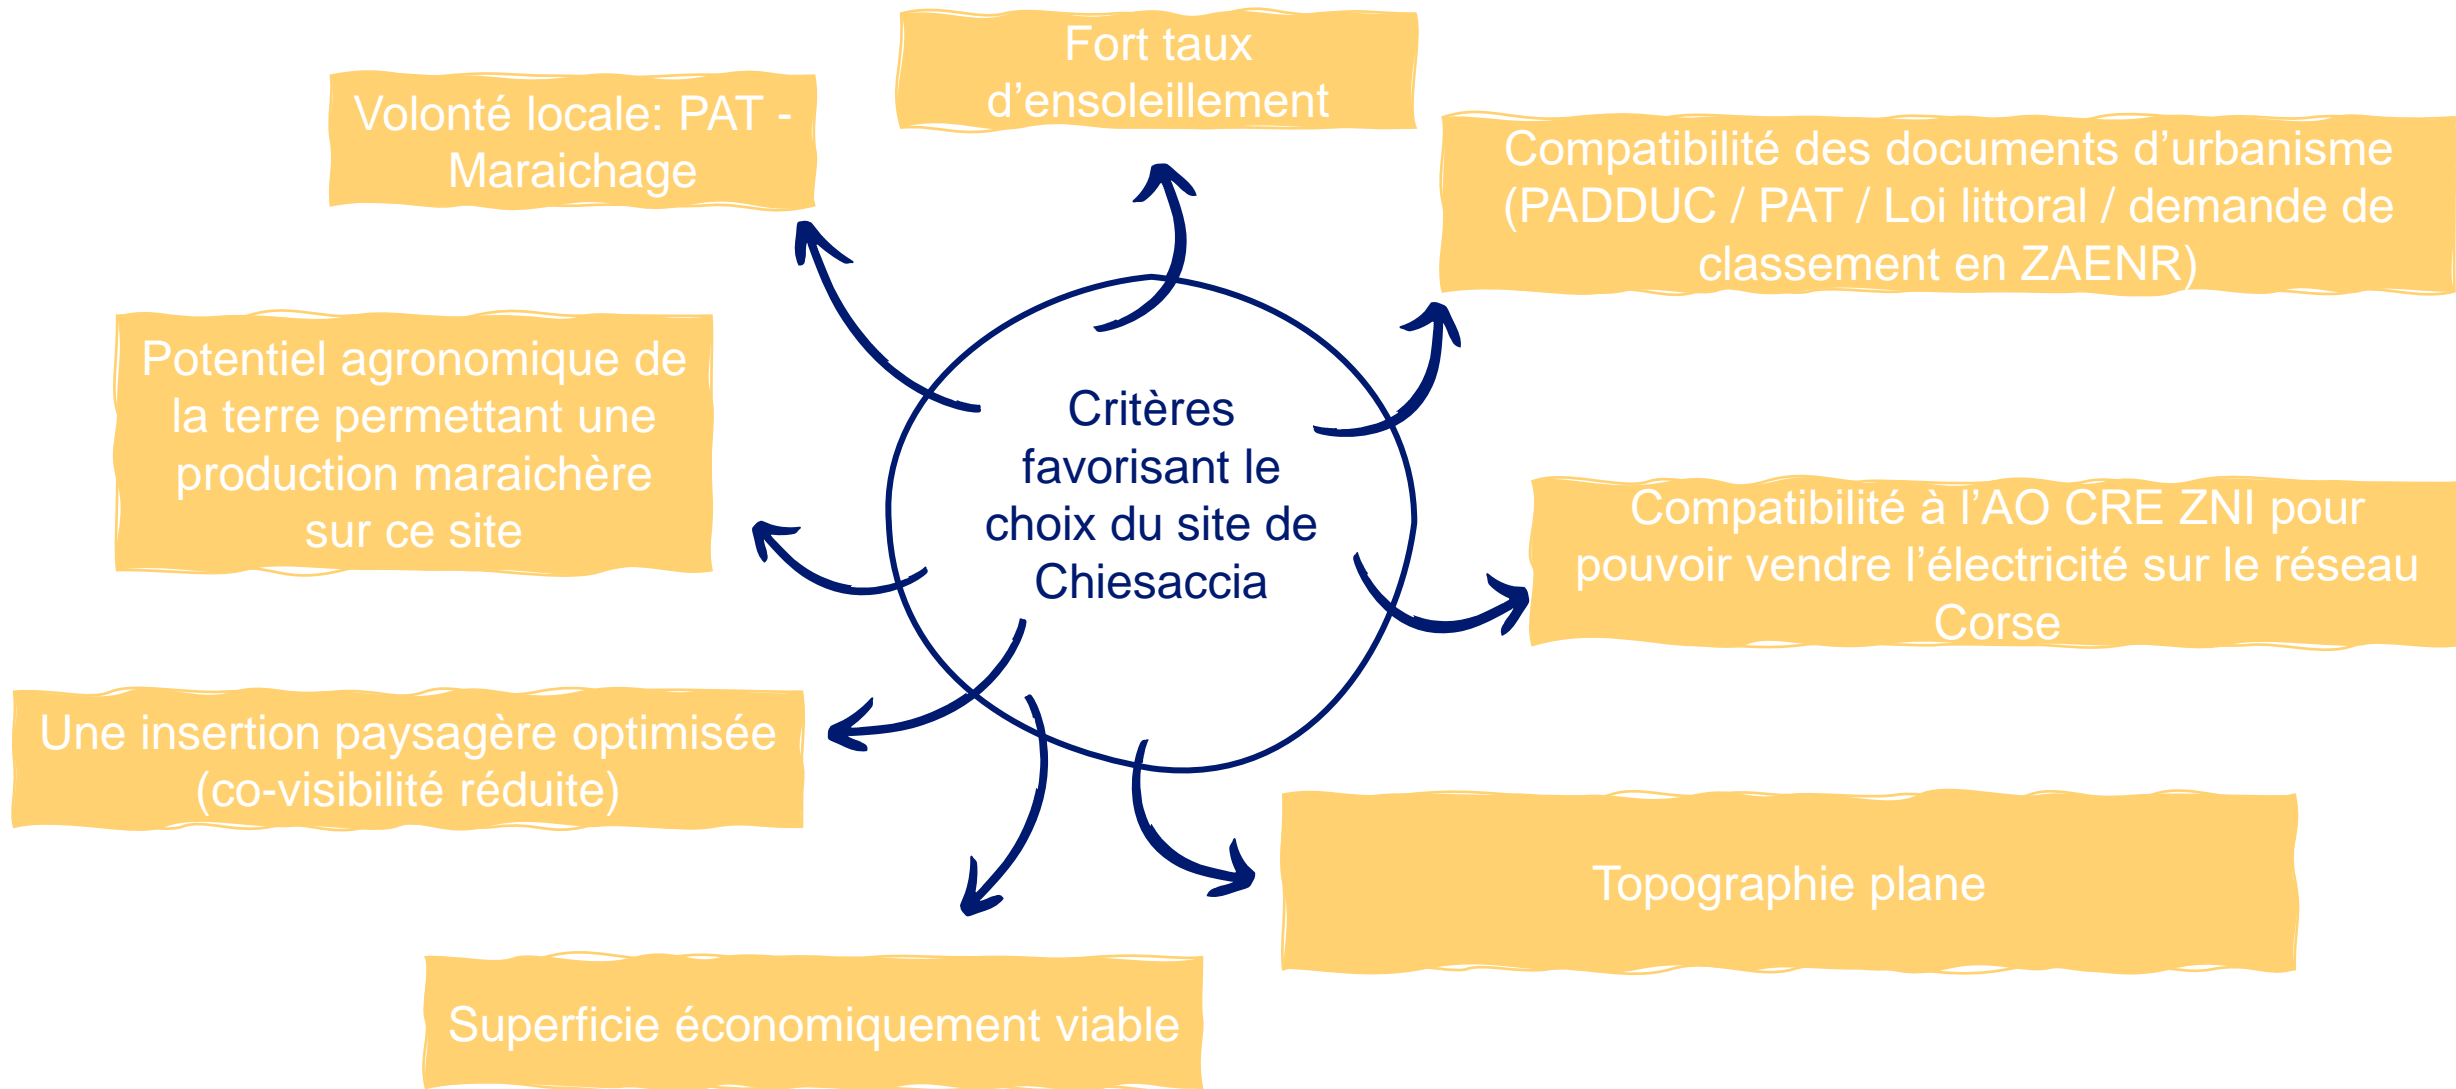 Fort taux
d’ensoleillement
Volonté locale: PAT -
Maraichage
Compatibilité des documents d’urbanisme
(PADDUC / PAT / Loi littoral / demande de
classement en ZAENR)
Potentiel agronomique de
la terre permettant une
production maraichère
sur ce site
Critères
favorisant le
choix du site de
Chiesaccia
Compatibilité à l’AO CRE ZNI pour
pouvoir vendre l’électricité sur le réseau
Corse
Une insertion paysagère optimisée
(co-visibilité réduite)
Topographie plane
Superficie économiquement viable